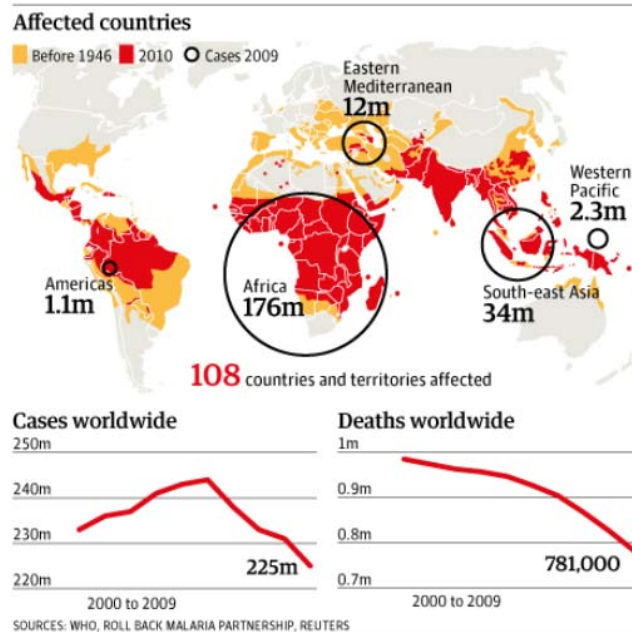 Affected countries
Before 1946 2010 Cases 2009
Eastern
Mediterranean
12m
Western
Pacific
2.3m
Americas
1.1m
Africa
176m
South-east Asia
34m
108 countries and territories affected
Cases worldwide
250m
240m
230m
225m
220m
2000 to 2009
Deaths worldwide
1m
0.9m
0.8m
781,000
0.7m
2000 to 2009
SOURCES: WHO, ROLL BACK MALARIA PARTNERSHIP, REUTERS